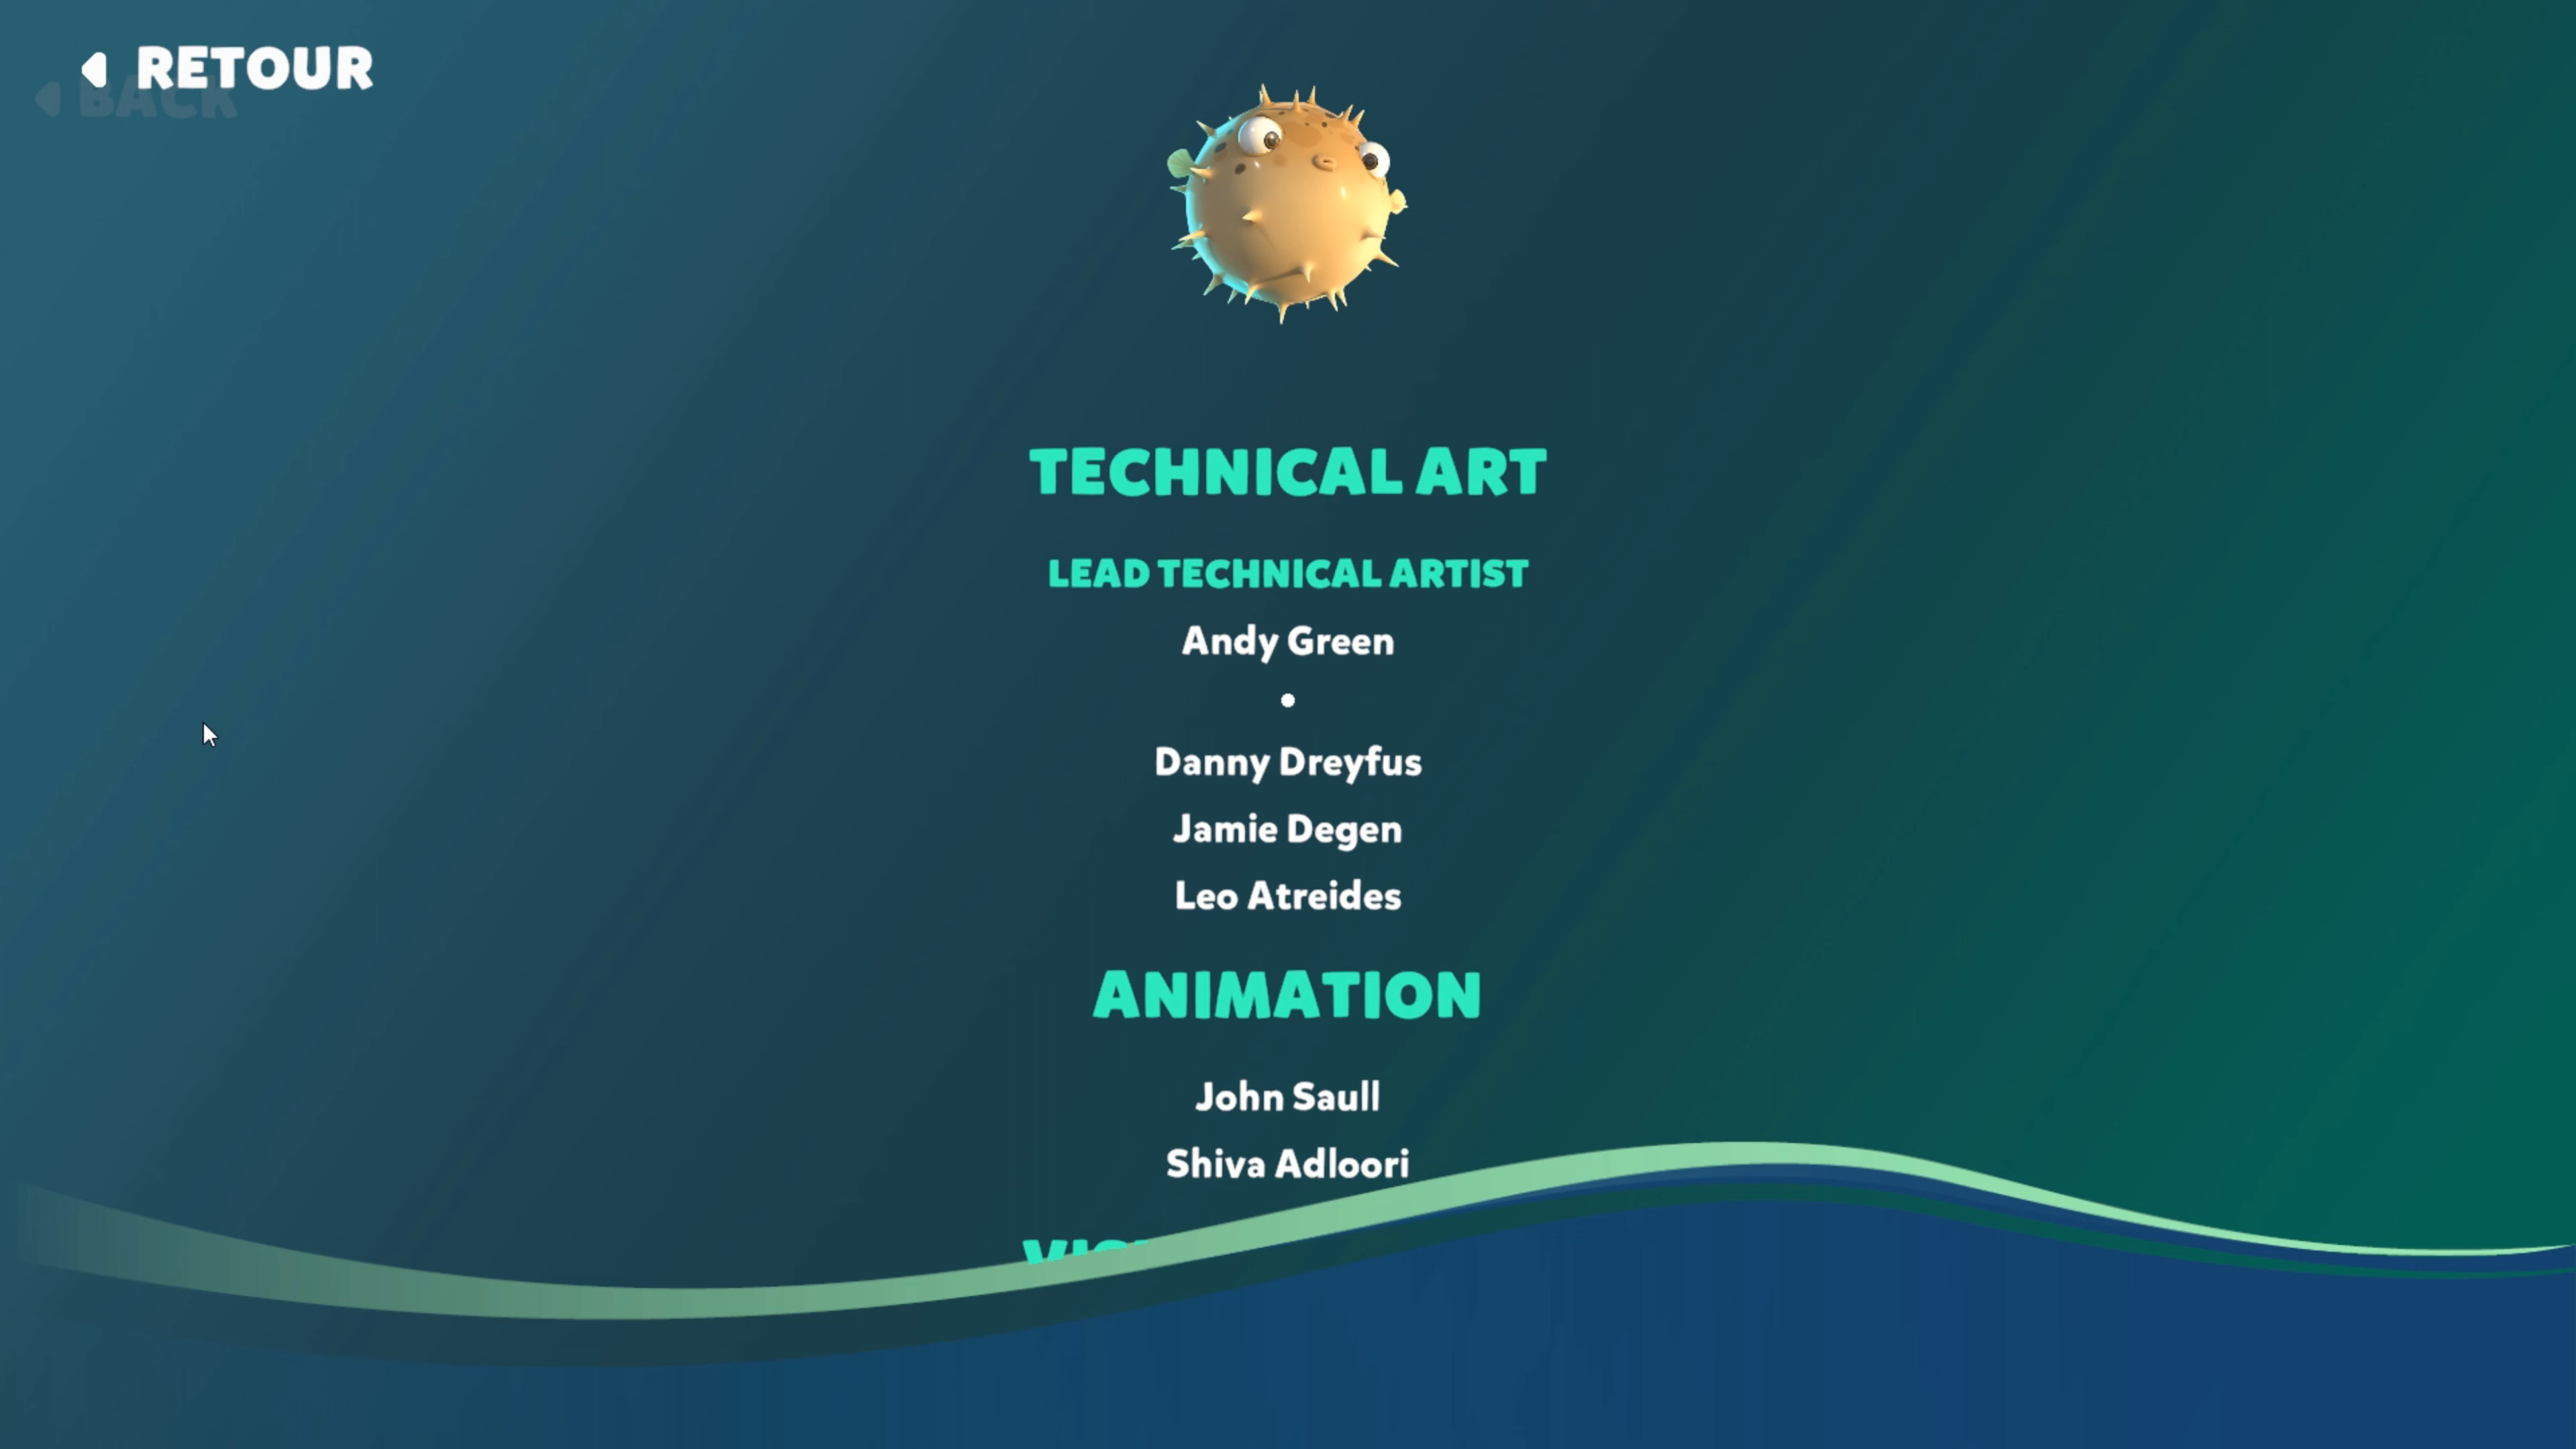 RETOUR
BACK
TECHNICAL ART
LEAD TECHNICAL ARTIST
Andy Green
•
Danny Dreyfus
Jamie Degen
Leo Atreides
ANIMATION
John Saull
Shiva Adloori